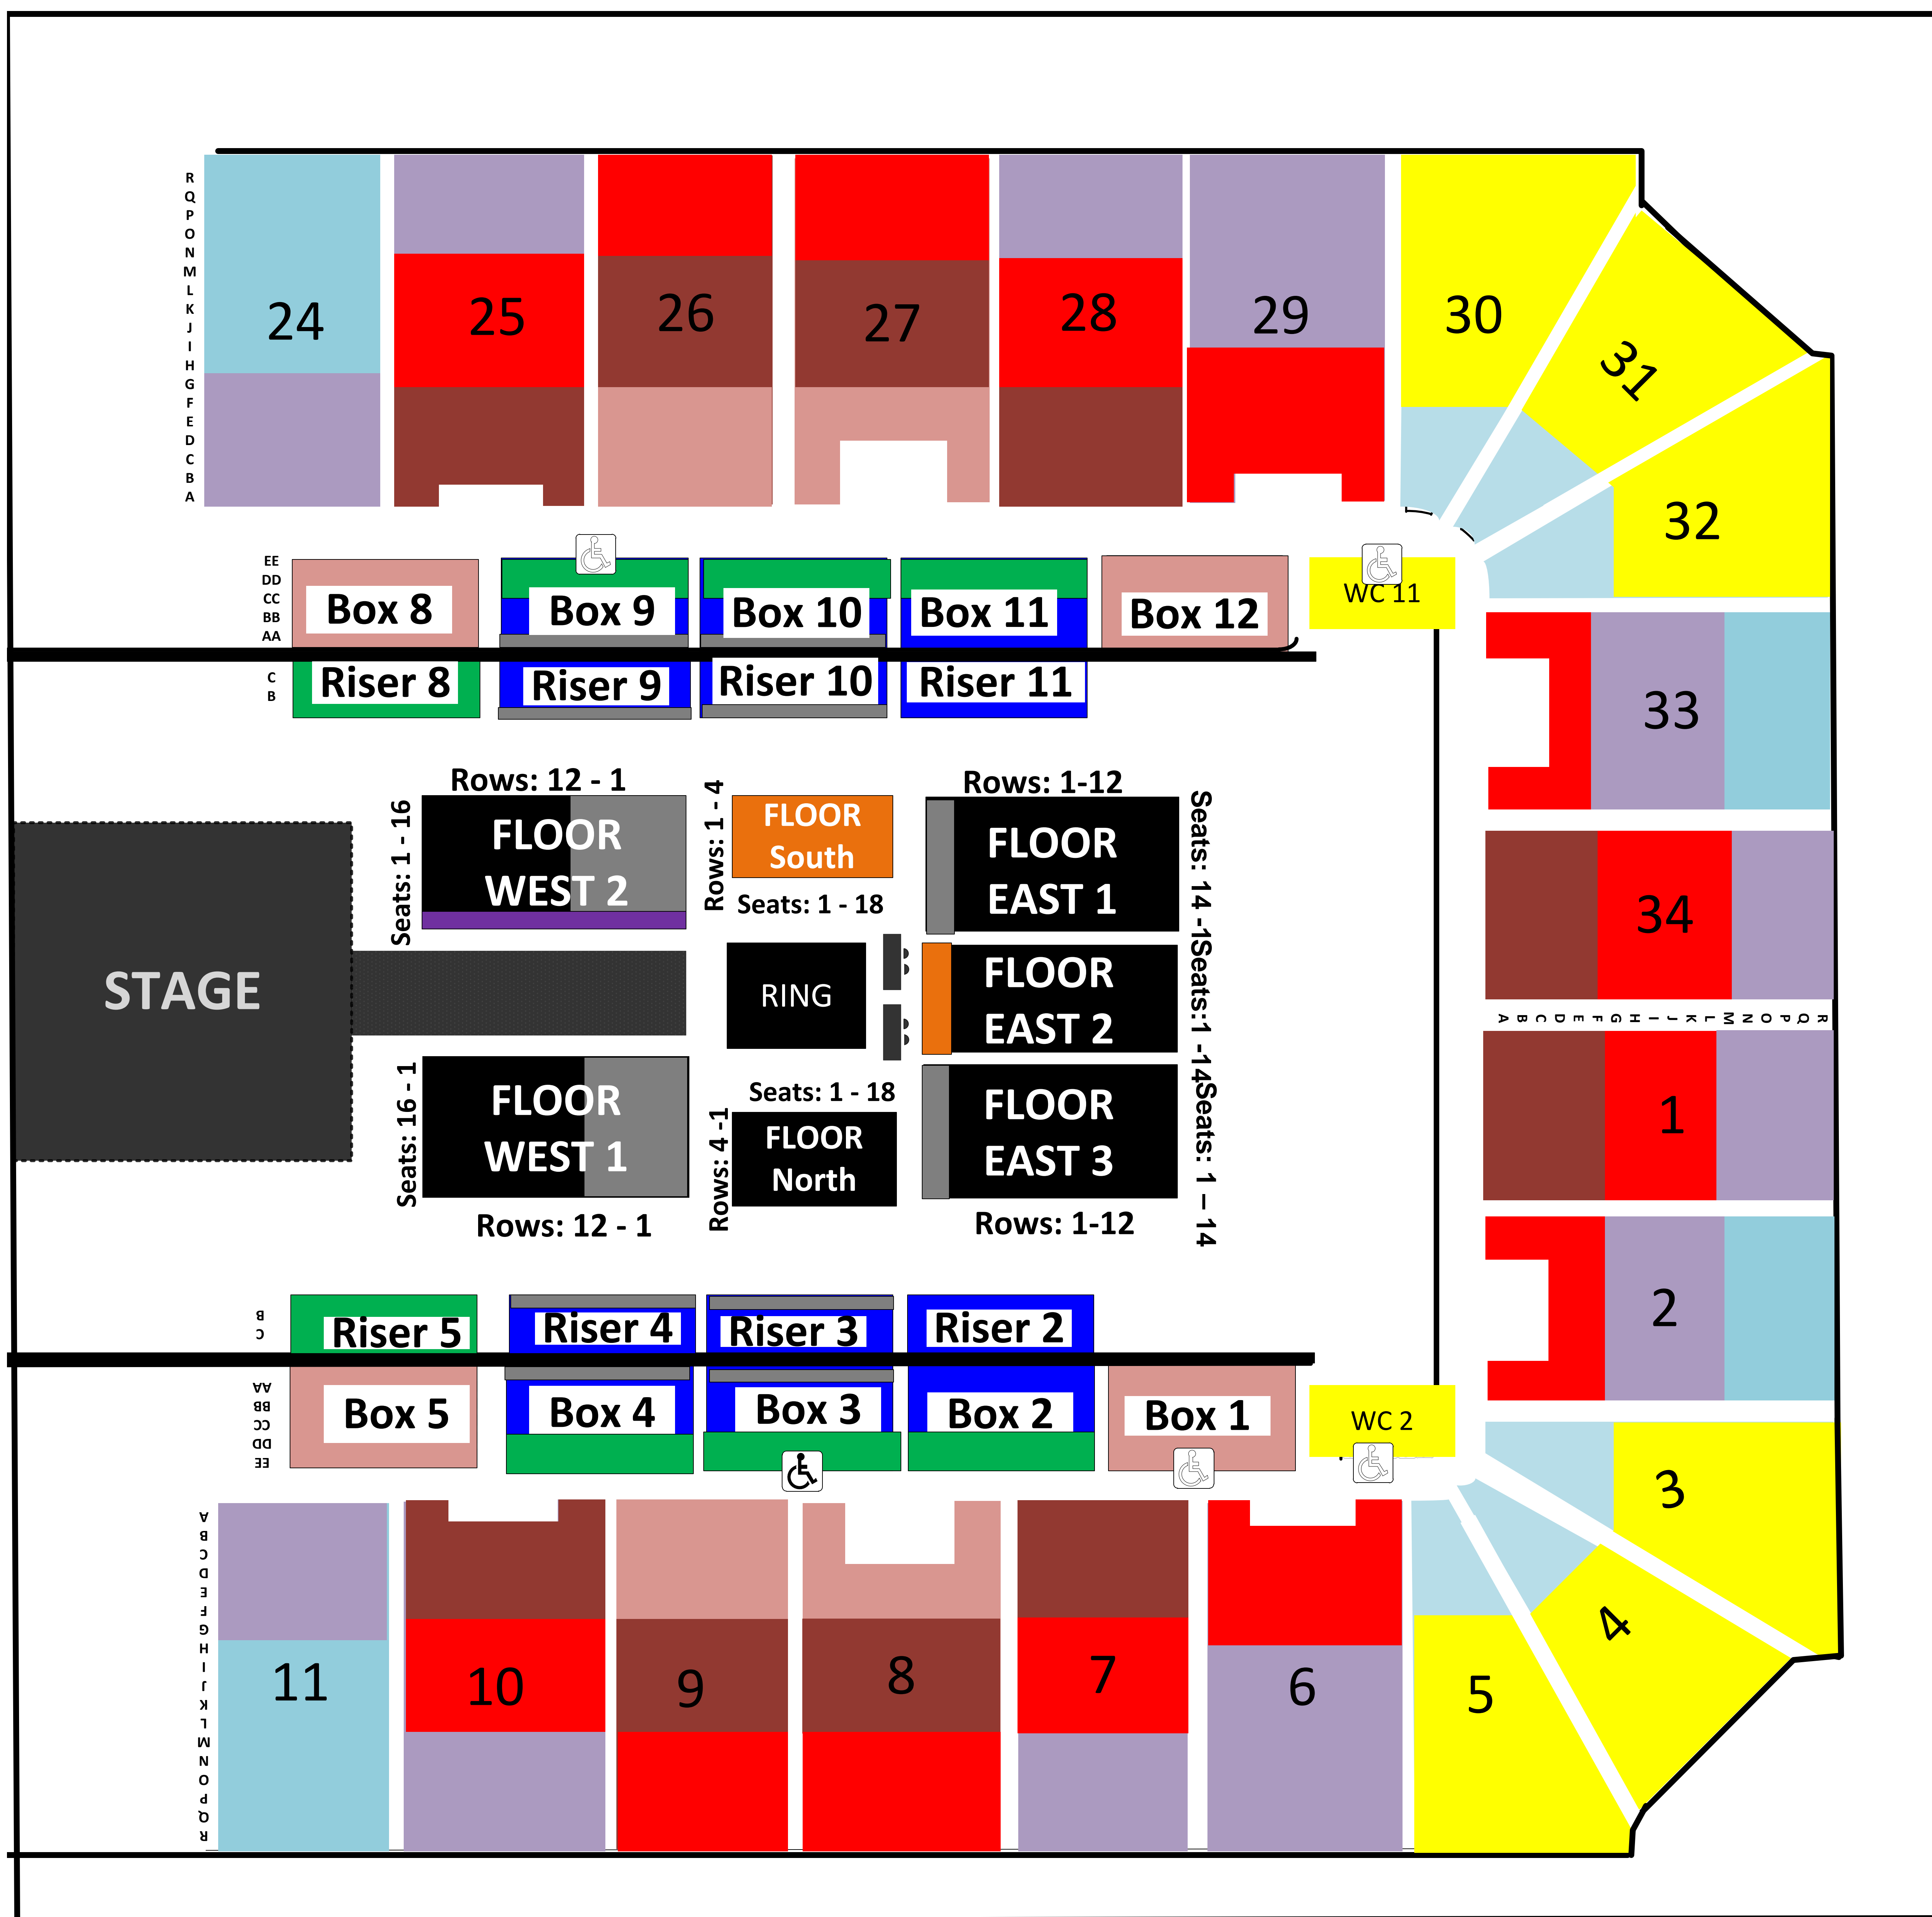 R
Q
P
O
N
M
L
K
J
I
H
G
F
E
D
C
B
A
24
25
26
27
28
29
30
31
32
EE
DD
CC
BB
AA
Box 8
Box 9
Box 10
Box 11
Box 12
WC 11
C
B
Riser 8
Riser 9
Riser 10
Riser 11
33
34
A B C D E F G H I J K L M N O P Q R
1
2
Rows: 12 - 1
Seats: 1 - 16
FLOOR
WEST 2
Rows: 1 - 4
FLOOR
South
Seats: 1 - 18
Rows: 1-12
FLOOR
EAST 1
Seats: 14 -1
STAGE
RING
FLOOR
EAST 2
Seats:1 -14
Seats: 16 - 1
FLOOR
WEST 1
Rows: 12 - 1
Seats: 1 - 18
Rows: 4 -1
FLOOR
North
FLOOR
EAST 3
Seats: 1 – 14
Rows: 1-12
B
C
Riser 5
Riser 4
Riser 3
Riser 2
AA
BB
CC
DD
EE
Box 5
Box 4
Box 3
Box 2
Box 1
WC 2
3
4
5
A
B
C
D
E
F
G
H
I
J
K
L
M
N
O
P
Q
R
11
10
9
8
7
6